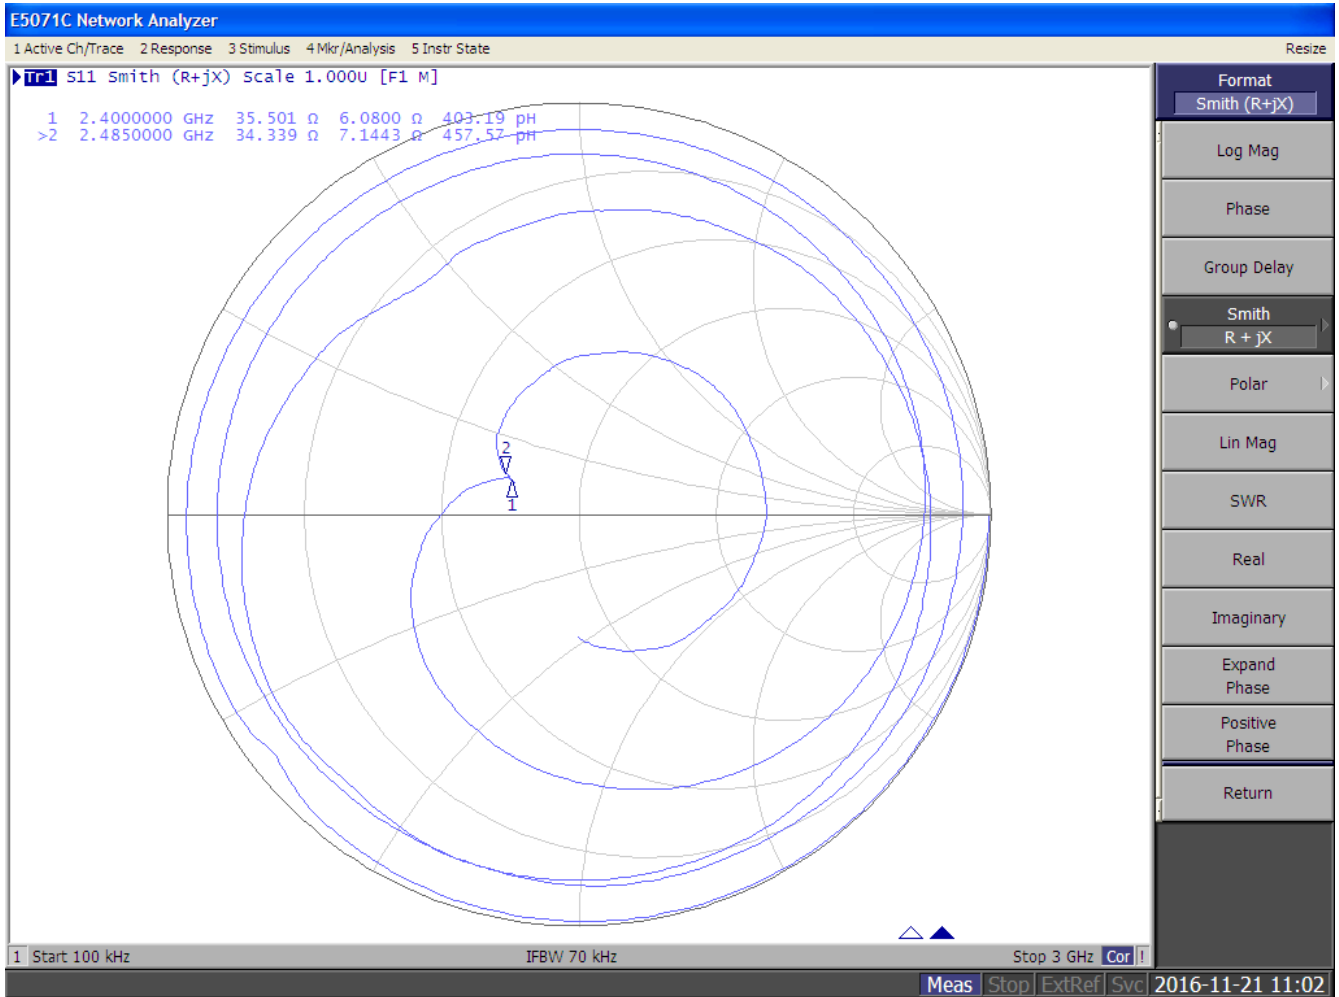 E5071C Network Analyzer
1 Active Ch/Trace 2 Response 3 Stimulus 4 Mkr/Analysis 5 Instr State Resize
Tr1 S11 Smith (R+jX) Scale 1.000U [F1 M]
1 2.4000000 GHz 35.501 Ω 6.0800 Ω 403.19 pH
>2 2.4850000 GHz 34.339 Ω 7.1443 Ω 457.57 pH
2
1
Format
Smith (R+jX)
Log Mag
Phase
Group Delay
Smith
R + jX
Polar
Lin Mag
SWR
Real
Imaginary
Expand
Phase
Positive
Phase
Return
1 Start 100 kHz IFBW 70 kHz Stop 3 GHz Cor !
Meas Stop ExtRef Svc 2016-11-21 11:02